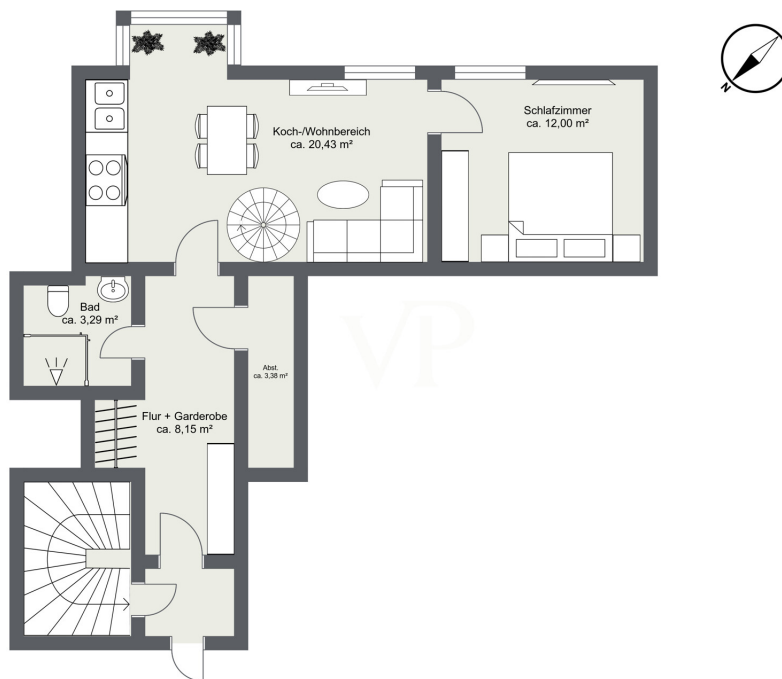 N
Koch-/Wohnbereich
ca. 20,43 m²
Schlafzimmer
ca. 12,00 m²
Bad
ca. 3,29 m²
Abst.
ca. 3,38 m²
Flur + Garderobe
ca. 8,15 m²
VP